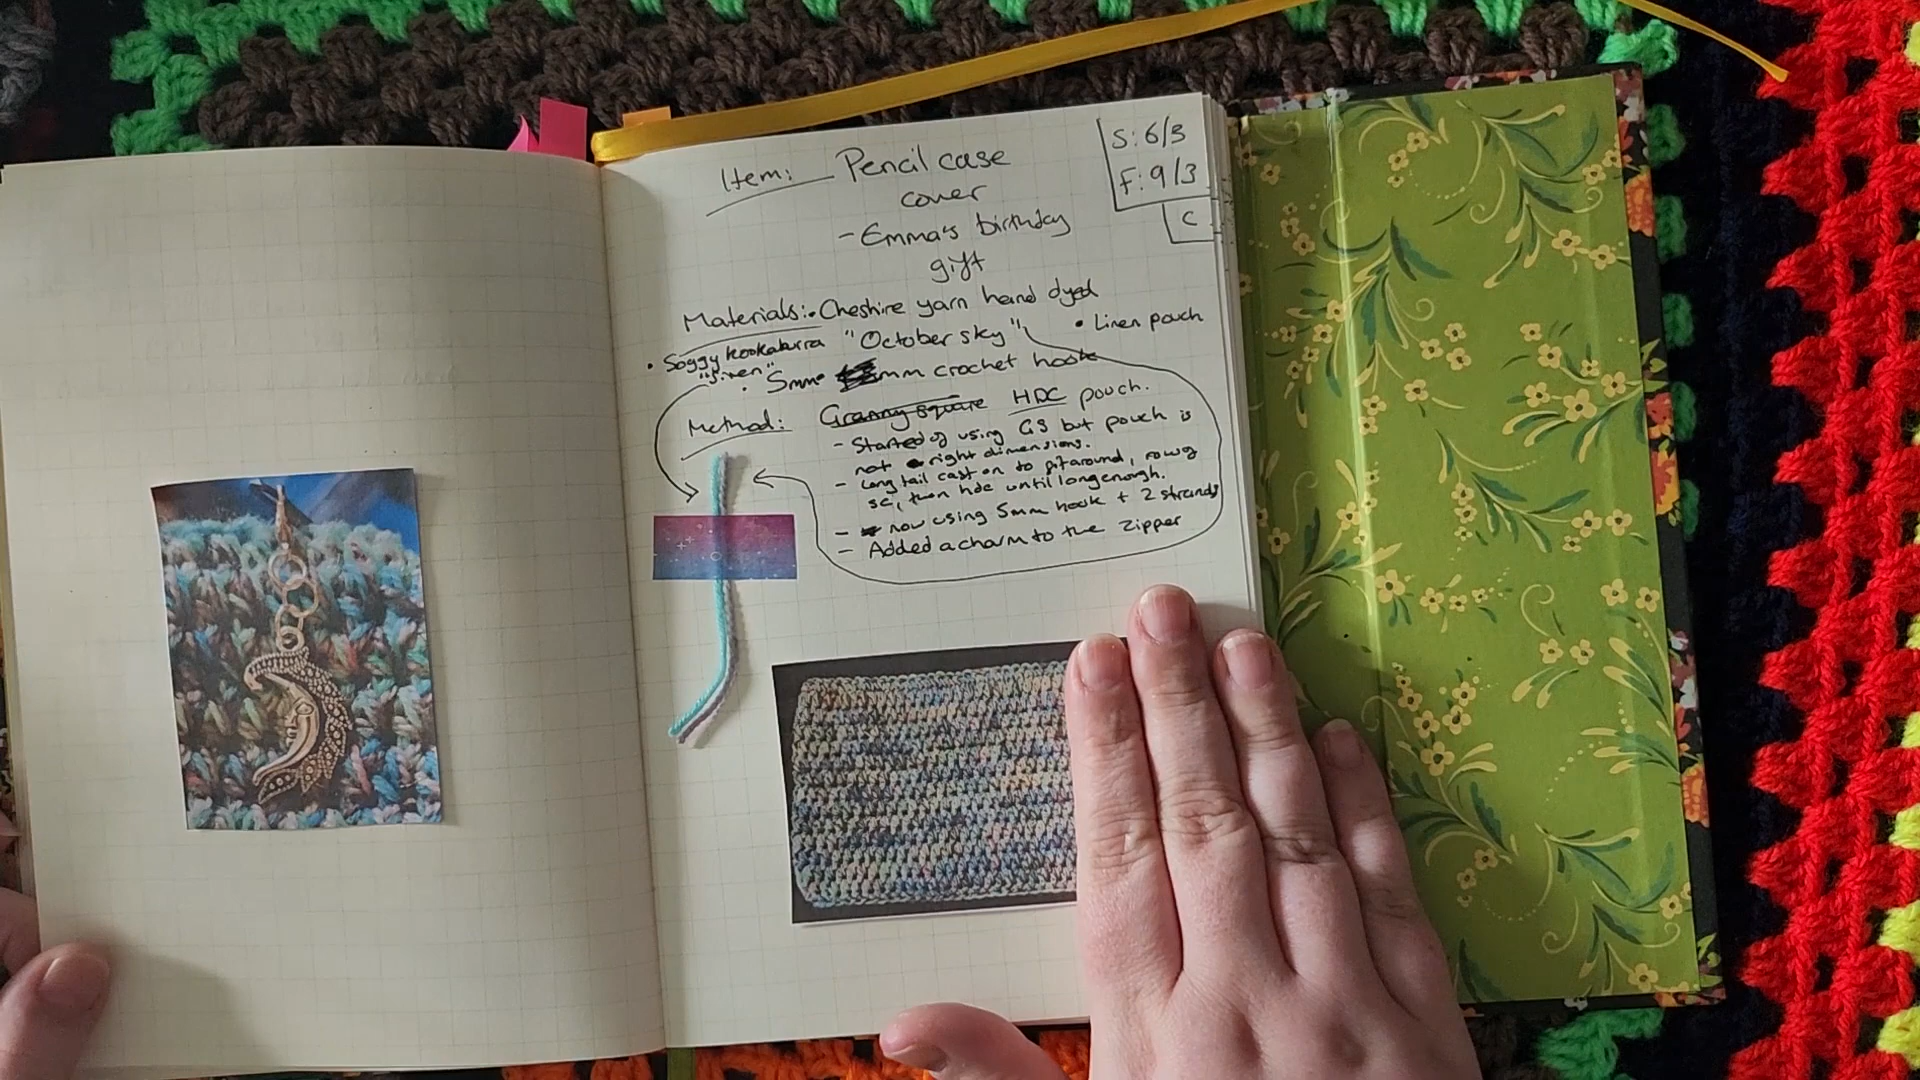 Item: Pencil case
cover
- Emma's birthday
gift
S: 6/3
F: 9/3
C
Materials: • Cheshire yarn hand dyed
"October sky" • Linen pouch
• Soggy kookaburra
"Siren"
• 5mm mm crochet hook
Method: Granny square HDC pouch.
- Started of using GS but pouch is
not right dimensions.
- Long tail cast on to fit around, row of
sc, then hdc until long enough.
- now using 5mm hook + 2 strands
- Added a charm to the zipper